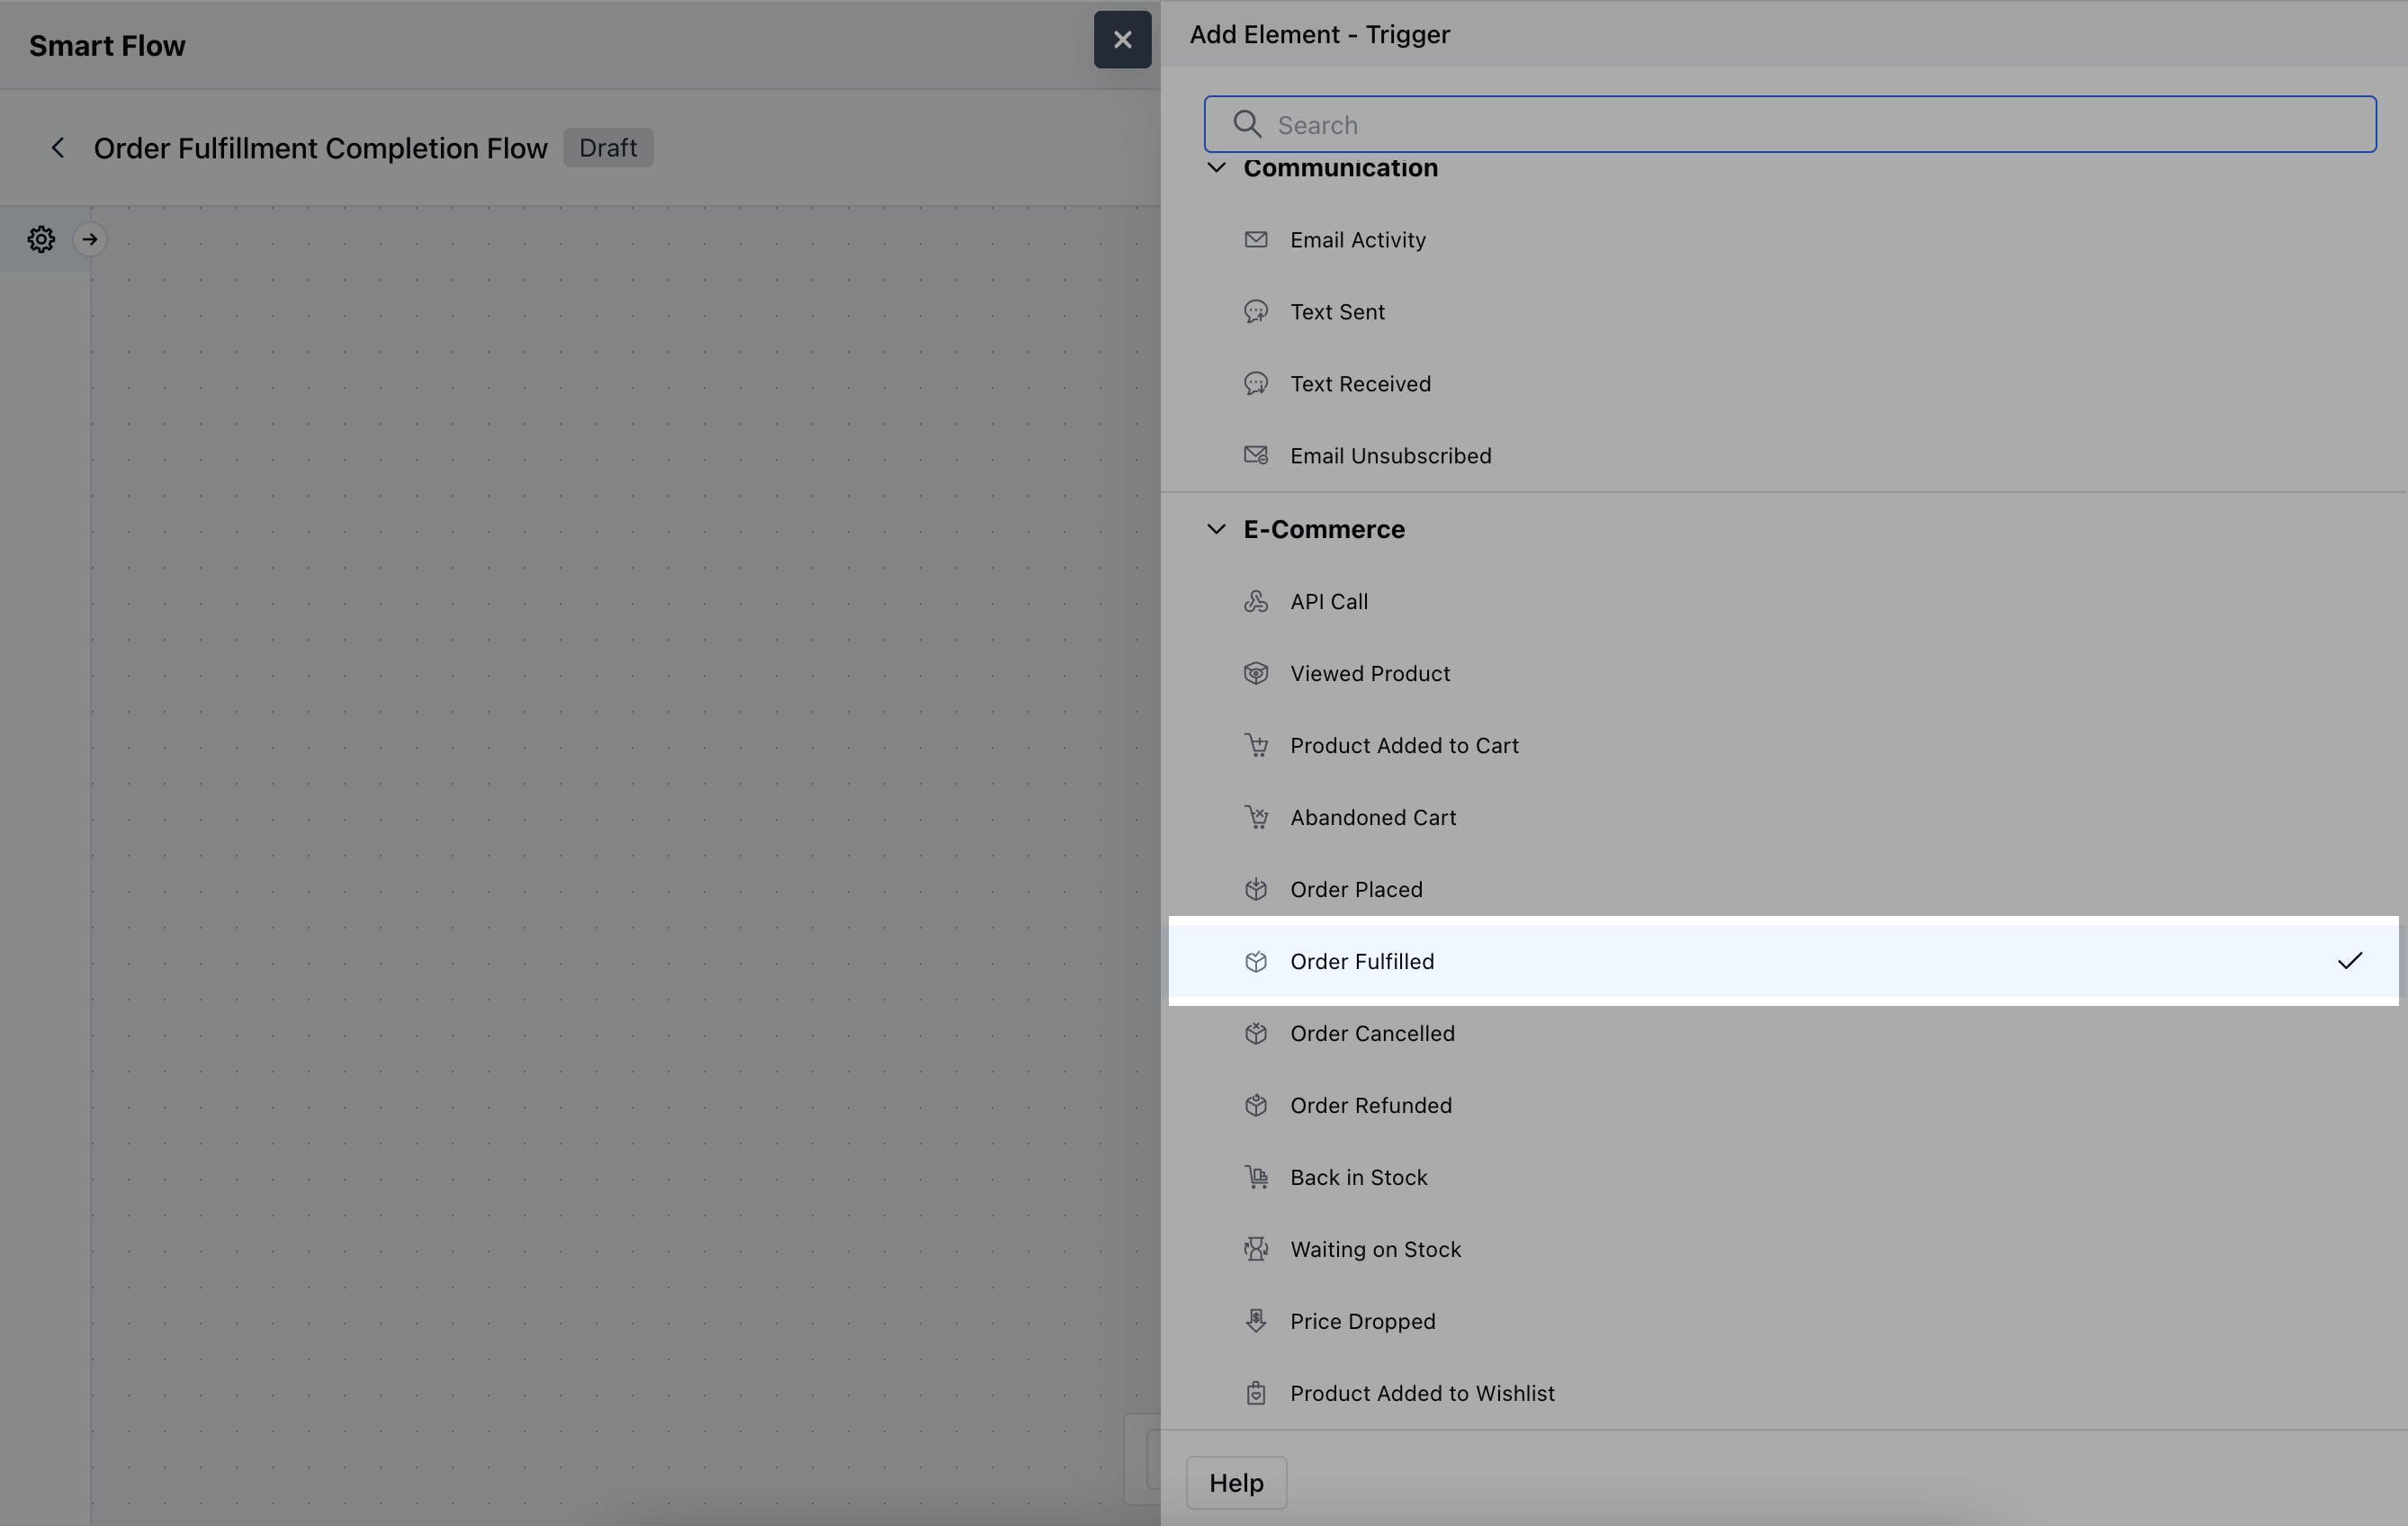 Smart Flow
Order Fulfillment Completion Flow
Draft
Add Element - Trigger
Search
Communication
Email Activity
Text Sent
Text Received
Email Unsubscribed
E-Commerce
API Call
Viewed Product
Product Added to Cart
Abandoned Cart
Order Placed
Order Fulfilled
Order Cancelled
Order Refunded
Back in Stock
Waiting on Stock
Price Dropped
Product Added to Wishlist
Help